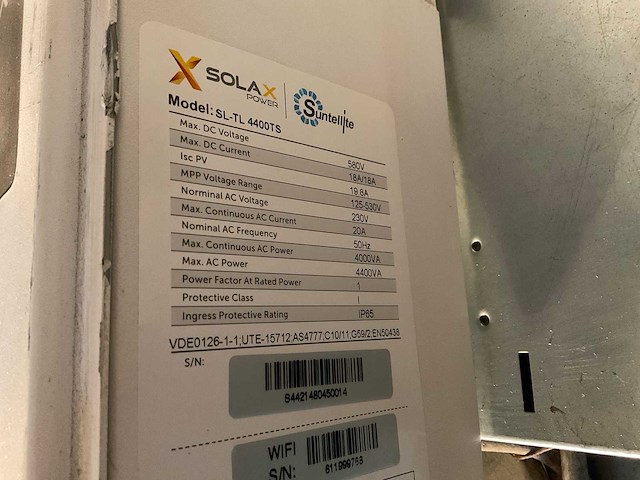 SOLAX
POWER
Suntellite
Model: SL-TL 4400TS
Max. DC Voltage 580V
Max. DC Current 18A/18A
Isc PV 19.8A
MPP Voltage Range 125-530V
Norminal AC Voltage 230V
Max. Continuous AC Current 20A
Nominal AC Frequency 50Hz
Max. Continuous AC Power 4000VA
Max. AC Power 4400VA
Power Factor At Rated Power 1
Protective Class I
Ingress Protective Rating IP65
VDE0126-1-1;UTE-15712;AS4777;C10/11;G59/2;EN50438
S/N:
S4421480450014
WIFI
S/N: 611999768